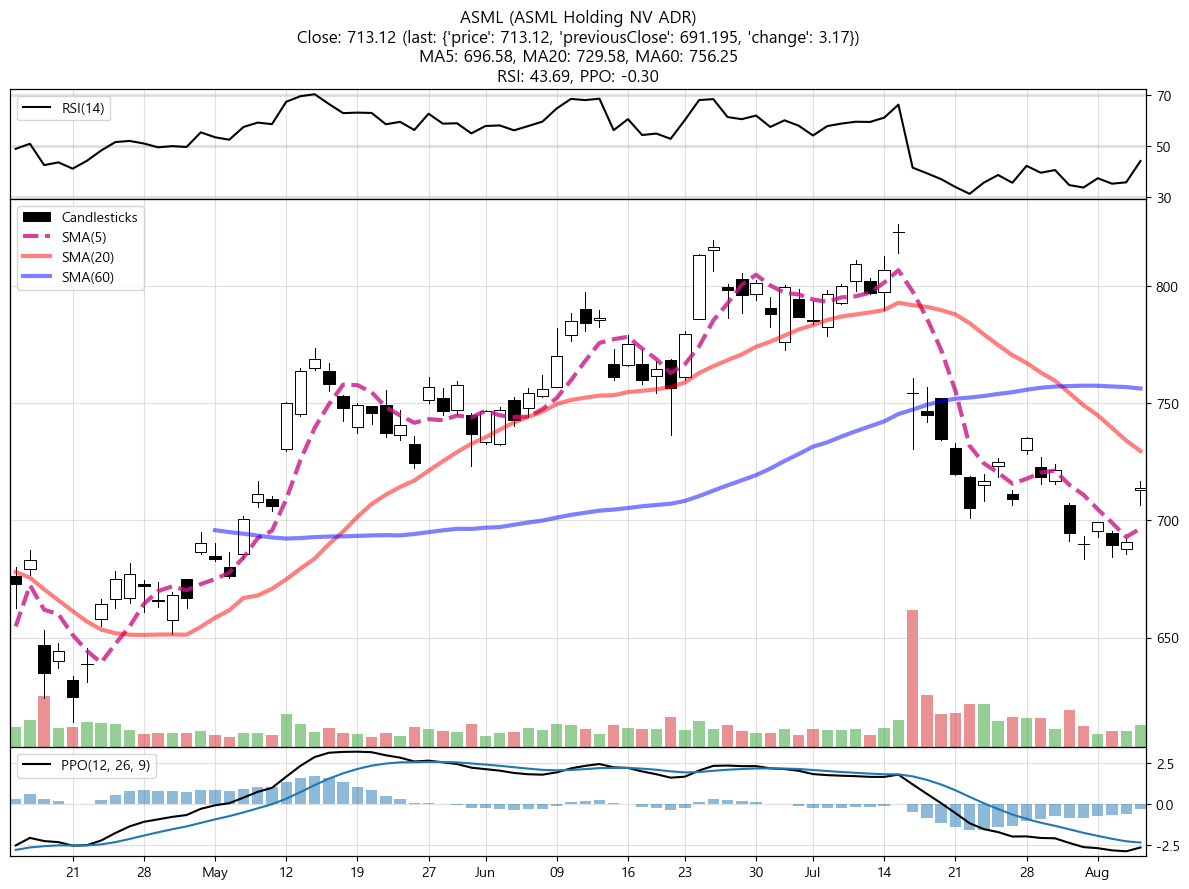 ASML (ASML Holding NV ADR)
Close: 713.12 (last: {'price': 713.12, 'previousClose': 691.195, 'change': 3.17})
MA5: 696.58, MA20: 729.58, MA60: 756.25
RSI: 43.69, PPO: -0.30
RSI(14)
70
50
30
Candlesticks
SMA(5)
SMA(20)
SMA(60)
800
750
700
650
PPO(12, 26, 9)
2.5
0.0
−2.5
21 28 May 12 19 27 Jun 09 16 23 30 Jul 14 21 28 Aug